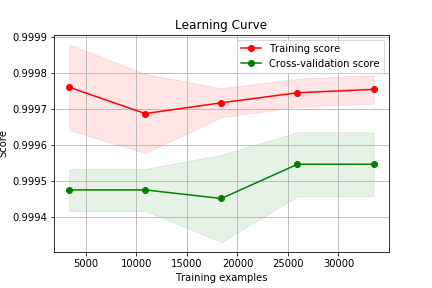 Learning Curve
0.9999
0.9998
0.9997
0.9996
0.9995
0.9994
Score
Training score
Cross-validation score
5000 10000 15000 20000 25000 30000
Training examples